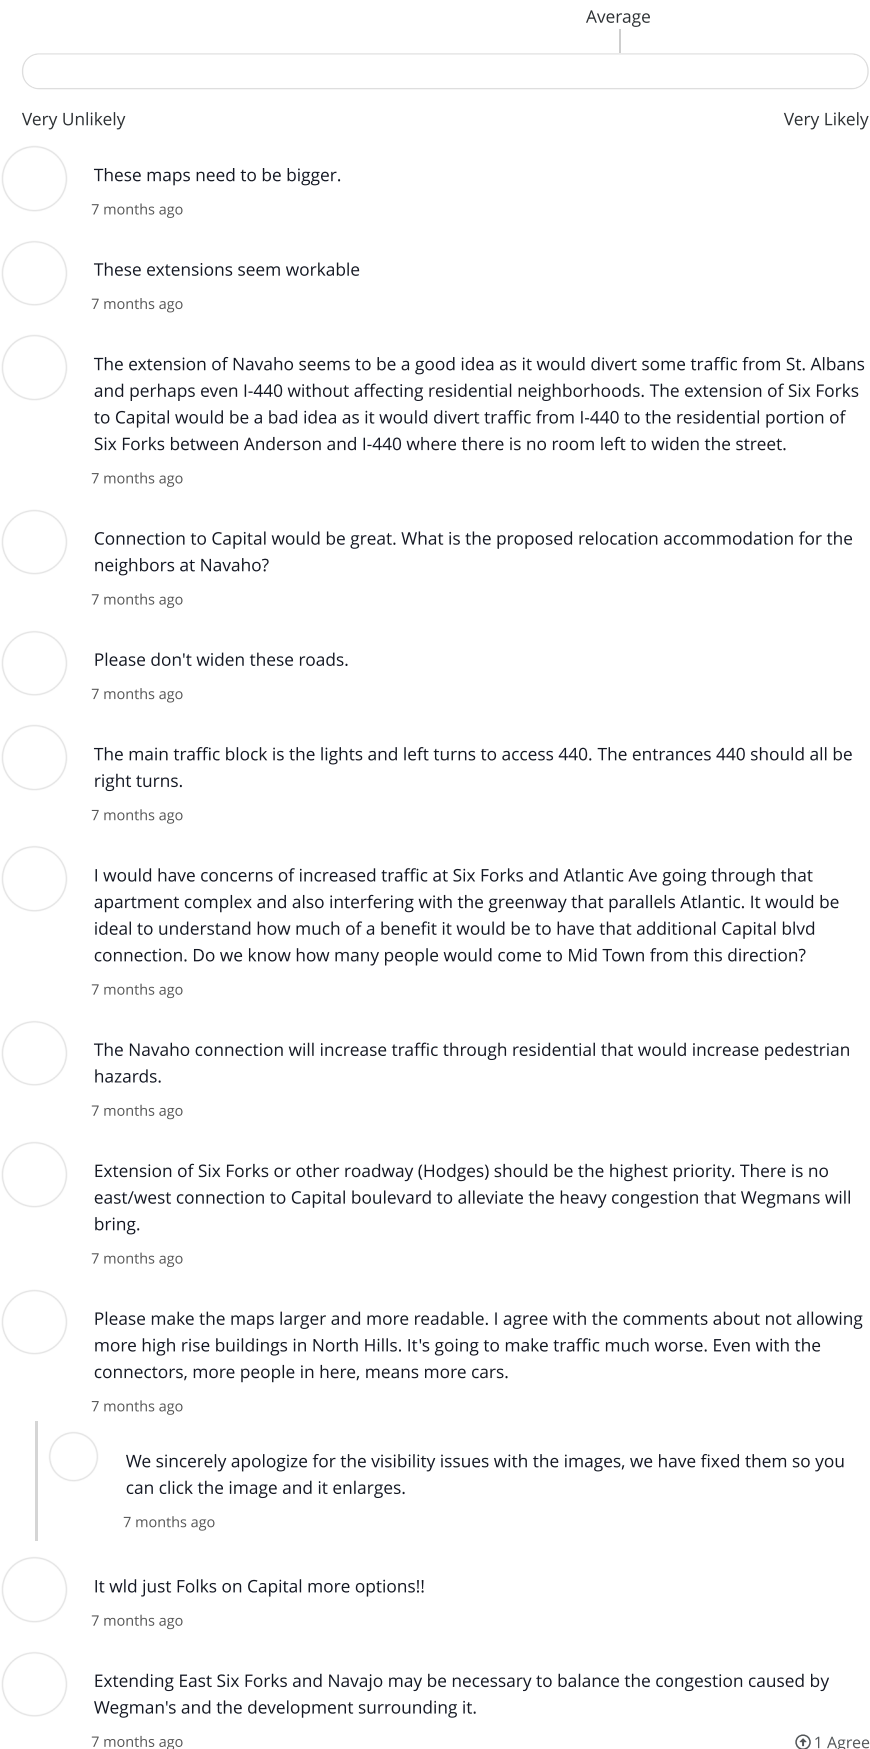 Average
Very Unlikely
Very Likely
These maps need to be bigger.
7 months ago
These extensions seem workable
7 months ago
The extension of Navaho seems to be a good idea as it would divert some traffic from St. Albans
and perhaps even I-440 without affecting residential neighborhoods. The extension of Six Forks
to Capital would be a bad idea as it would divert traffic from I-440 to the residential portion of
Six Forks between Anderson and I-440 where there is no room left to widen the street.
7 months ago
Connection to Capital would be great. What is the proposed relocation accommodation for the
neighbors at Navaho?
7 months ago
Please don't widen these roads.
7 months ago
The main traffic block is the lights and left turns to access 440. The entrances 440 should all be
right turns.
7 months ago
I would have concerns of increased traffic at Six Forks and Atlantic Ave going through that
apartment complex and also interfering with the greenway that parallels Atlantic. It would be
ideal to understand how much of a benefit it would be to have that additional Capital blvd
connection. Do we know how many people would come to Mid Town from this direction?
7 months ago
The Navaho connection will increase traffic through residential that would increase pedestrian
hazards.
7 months ago
Extension of Six Forks or other roadway (Hodges) should be the highest priority. There is no
east/west connection to Capital boulevard to alleviate the heavy congestion that Wegmans will
bring.
7 months ago
Please make the maps larger and more readable. I agree with the comments about not allowing
more high rise buildings in North Hills. It's going to make traffic much worse. Even with the
connectors, more people in here, means more cars.
7 months ago
We sincerely apologize for the visibility issues with the images, we have fixed them so you
can click the image and it enlarges.
7 months ago
It wld just Folks on Capital more options!!
7 months ago
Extending East Six Forks and Navajo may be necessary to balance the congestion caused by
Wegman's and the development surrounding it.
7 months ago
1 Agree